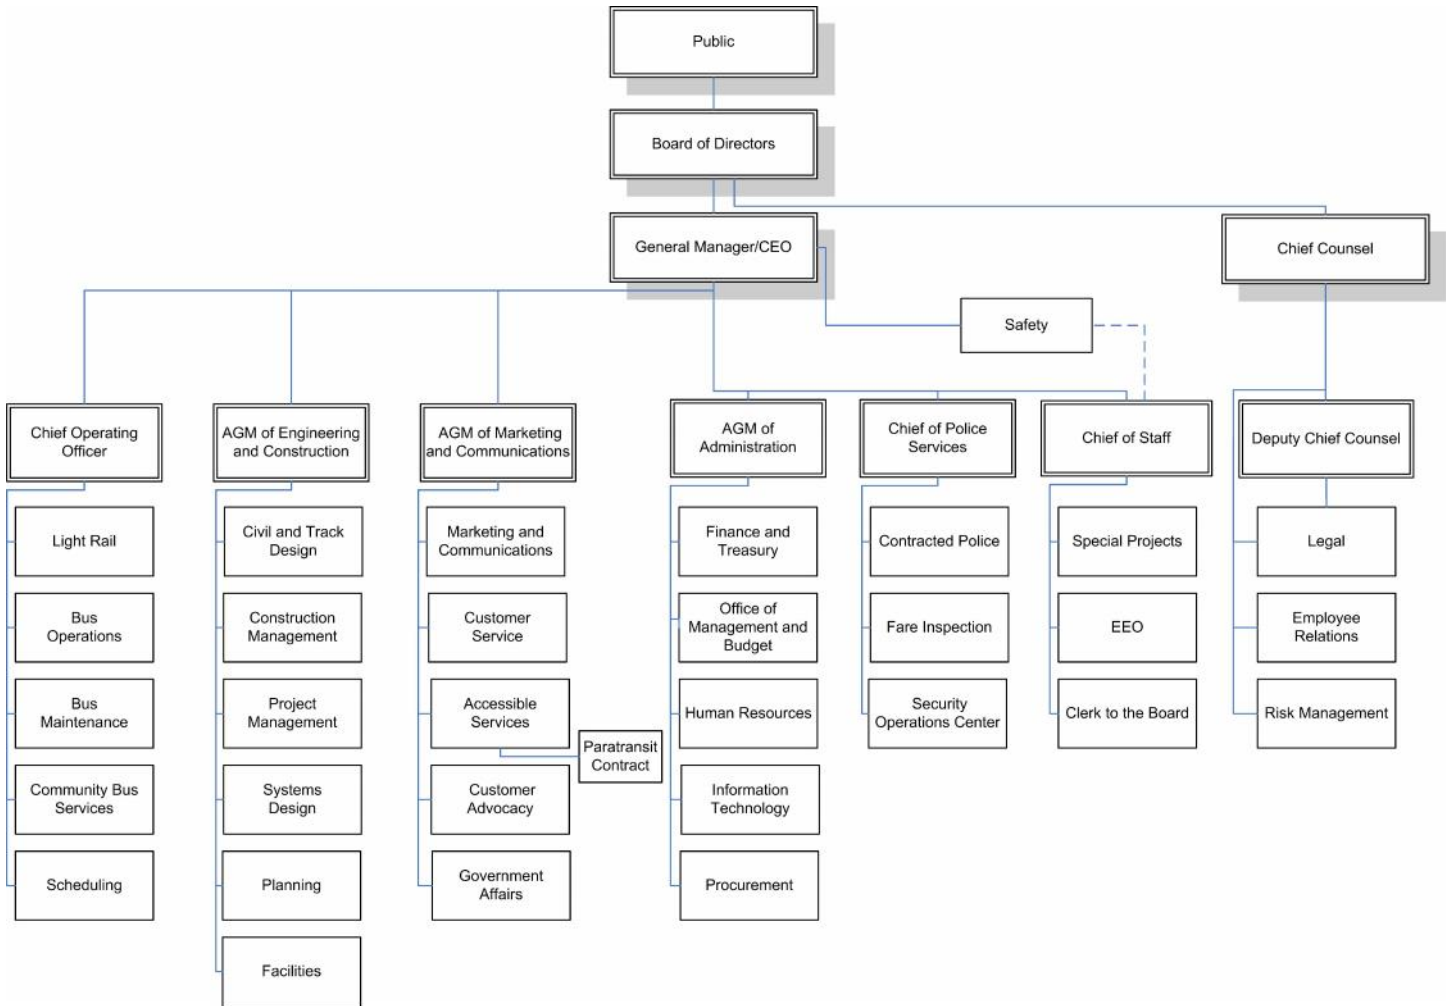 Public
Board of Directors
General Manager/CEO
Chief Counsel
Safety
Chief Operating
Officer
AGM of Engineering
and Construction
AGM of Marketing
and Communications
AGM of
Administration
Chief of Police
Services
Chief of Staff
Deputy Chief Counsel
Light Rail
Bus
Operations
Bus
Maintenance
Community Bus
Services
Scheduling
Civil and Track
Design
Construction
Management
Project
Management
Systems
Design
Planning
Facilities
Marketing and
Communications
Customer
Service
Accessible
Services
Paratransit
Contract
Customer
Advocacy
Government
Affairs
Finance and
Treasury
Office of
Management and
Budget
Human Resources
Information
Technology
Procurement
Contracted Police
Fare Inspection
Security
Operations Center
Special Projects
EEO
Clerk to the Board
Legal
Employee
Relations
Risk Management